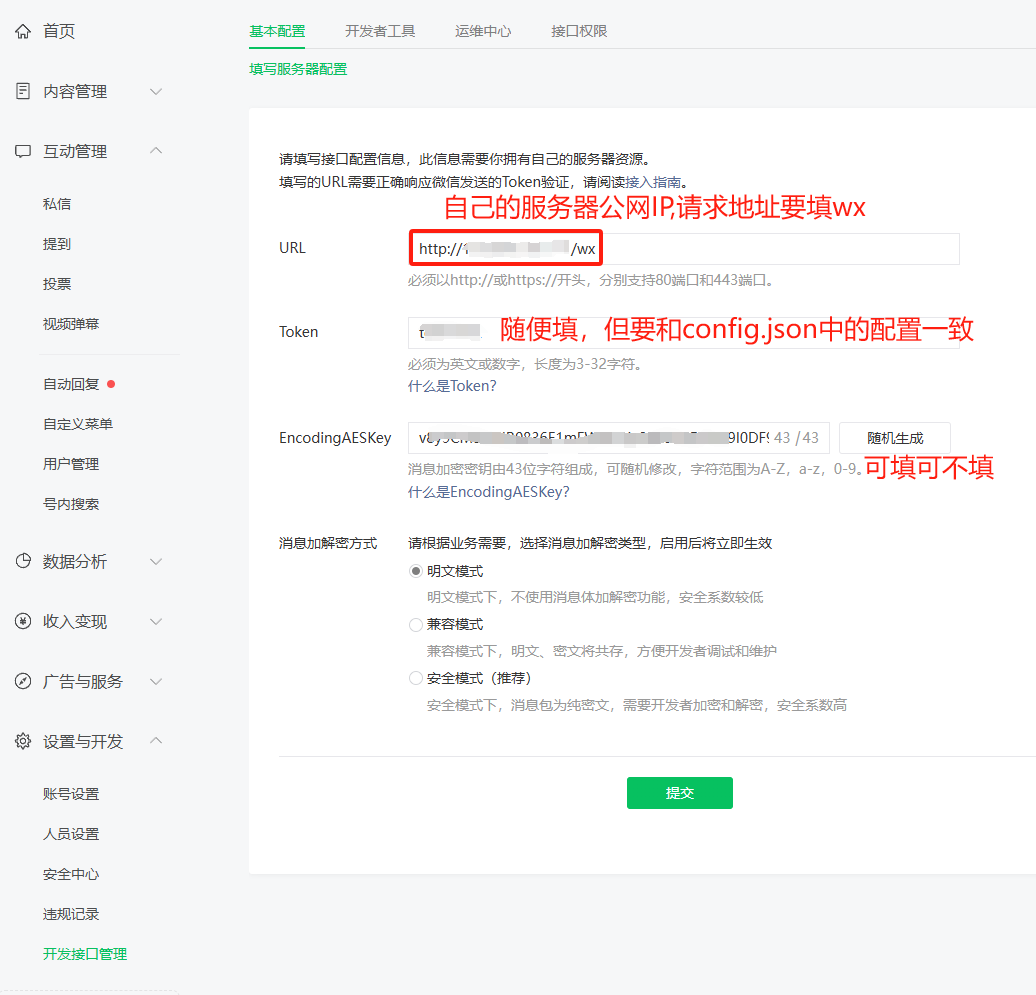 首页
内容管理
互动管理
私信
提到
投票
视频弹幕
自动回复
自定义菜单
用户管理
号内搜索
数据分析
收入变现
广告与服务
设置与开发
账号设置
人员设置
安全中心
违规记录
开发接口管理
基本配置 开发者工具 运维中心 接口权限
填写服务器配置
请填写接口配置信息，此信息需要你拥有自己的服务器资源。
填写的URL需要正确响应微信发送的Token验证，请阅读接入指南。
自己的服务器公网IP,请求地址要填wx
URL http:// /wx
必须以http://或https://开头，分别支持80端口和443端口。
Token 随便填，但要和config.json中的配置一致
必须为英文或数字，长度为3-32字符。
什么是Token?
EncodingAESKey 43 /43 随机生成
消息加密密钥由43位字符组成，可随机修改，字符范围为A-Z，a-z，0-9。
可填可不填
什么是EncodingAESKey?
消息加解密方式 请根据业务需要，选择消息加解密类型，启用后将立即生效
明文模式
明文模式下，不使用消息体加解密功能，安全系数较低
兼容模式
兼容模式下，明文、密文将共存，方便开发者调试和维护
安全模式（推荐）
安全模式下，消息包为纯密文，需要开发者加密和解密，安全系数高
提交